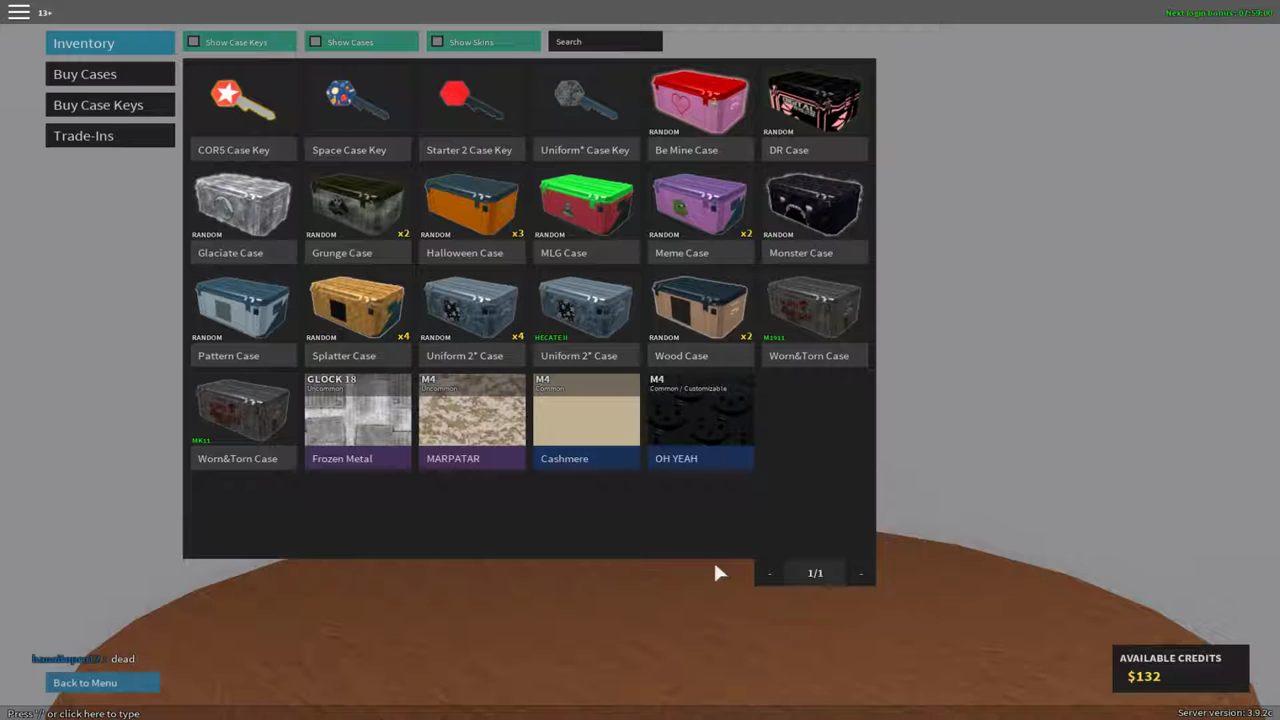 13+
Next Login Bonus: 07:59:00
Inventory
Buy Cases
Buy Case Keys
Trade-Ins
Show Case Keys
Show Cases
Show Skins
Search
COR5 Case Key
Space Case Key
Starter 2 Case Key
Uniform* Case Key
RANDOM
Be Mine Case
RANDOM
DR Case
RANDOM
Glaciate Case
RANDOM x2
Grunge Case
RANDOM x3
Halloween Case
RANDOM
MLG Case
RANDOM x2
Meme Case
RANDOM
Monster Case
RANDOM
Pattern Case
RANDOM x4
Splatter Case
RANDOM x4
Uniform 2* Case
HECATE II
Uniform 2* Case
RANDOM x2
Wood Case
M1911
Worn&Torn Case
MK11
Worn&Torn Case
GLOCK 18
Uncommon
Frozen Metal
M4
Uncommon
MARPATAR
M4
Common
Cashmere
M4
Common / Customizable
OH YEAH
- 1/1 -
dead
Back to Menu
Press '/' or click here to type
AVAILABLE CREDITS
$132
Server version: 3.9.2c